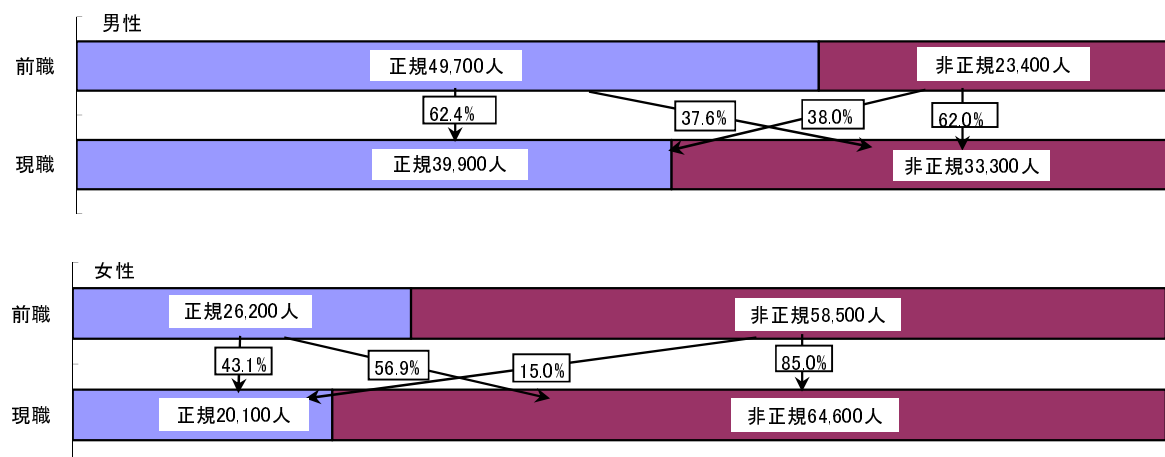 男性
前職
正規49,700人
非正規23,400人
62.4%
37.6%
38.0%
62.0%
現職
正規39,900人
非正規33,300人
女性
前職
正規26,200人
非正規58,500人
43.1%
56.9%
15.0%
85.0%
現職
正規20,100人
非正規64,600人